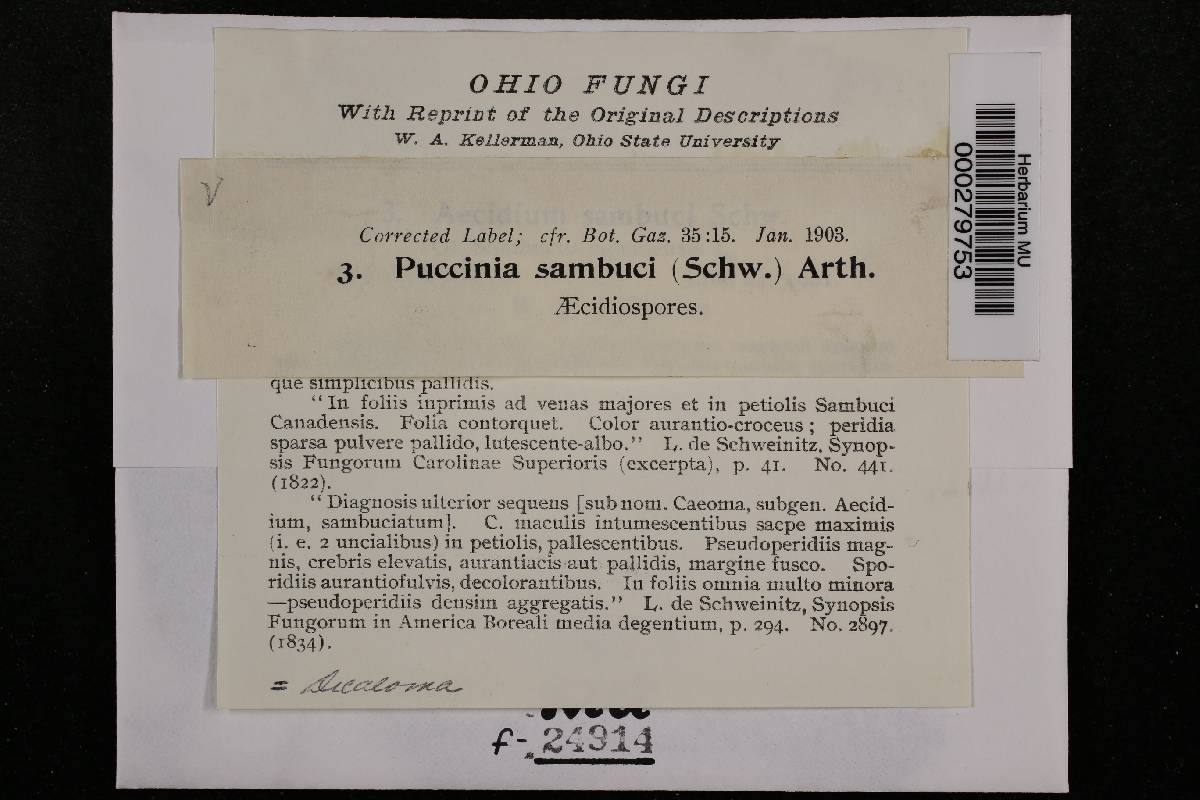 OHIO FUNGI
With Reprint of the Original Descriptions
W. A. Kellerman, Ohio State University
V
3. Aecidium sambuci Schw.
Corrected Label; cfr. Bot. Gaz. 35:15. Jan. 1903.
3. Puccinia sambuci (Schw.) Arth.
Æcidiospores.
que simplicibus pallidis.
“In foliis inprimis ad venas majores et in petiolis Sambuci
Canadensis. Folia contorquet. Color aurantio-croceus; peridia
sparsa pulvere pallido, lutescente-albo.” L. de Schweinitz, Synop-
sis Fungorum Carolinae Superioris (excerpta), p. 41. No. 441.
(1822).
“Diagnosis ulterior sequens [sub nom. Caeoma, subgen. Aecid-
ium, sambuciatum]. C. maculis intumescentibus saepe maximis
(i. e. 2 uncialibus) in petiolis, pallescentibus. Pseudoperidiis mag-
nis, crebris elevatis, aurantiacis aut pallidis, margine fusco. Spo-
ridiis aurantiofulvis, decolorantibus. In foliis omnia multo minora
—pseudoperidiis densim aggregatis.” L. de Schweinitz, Synopsis
Fungorum in America Boreali media degentium, p. 294. No. 2897.
(1834).
= Dicaeoma
f- 24914
Herbarium MU
000279753